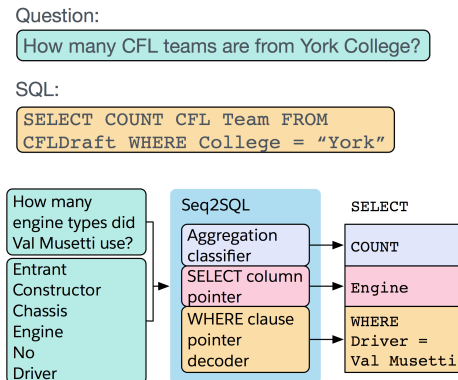 Question:
How many CFL teams are from York College?
SQL:
SELECT COUNT CFL Team FROM
CFLDraft WHERE College = “York”
How many
engine types did
Val Musetti use?
Entrant
Constructor
Chassis
Engine
No
Driver
Seq2SQL
Aggregation
classifier
SELECT column
pointer
WHERE clause
pointer
decoder
SELECT
COUNT
Engine
WHERE
Driver =
Val Musetti